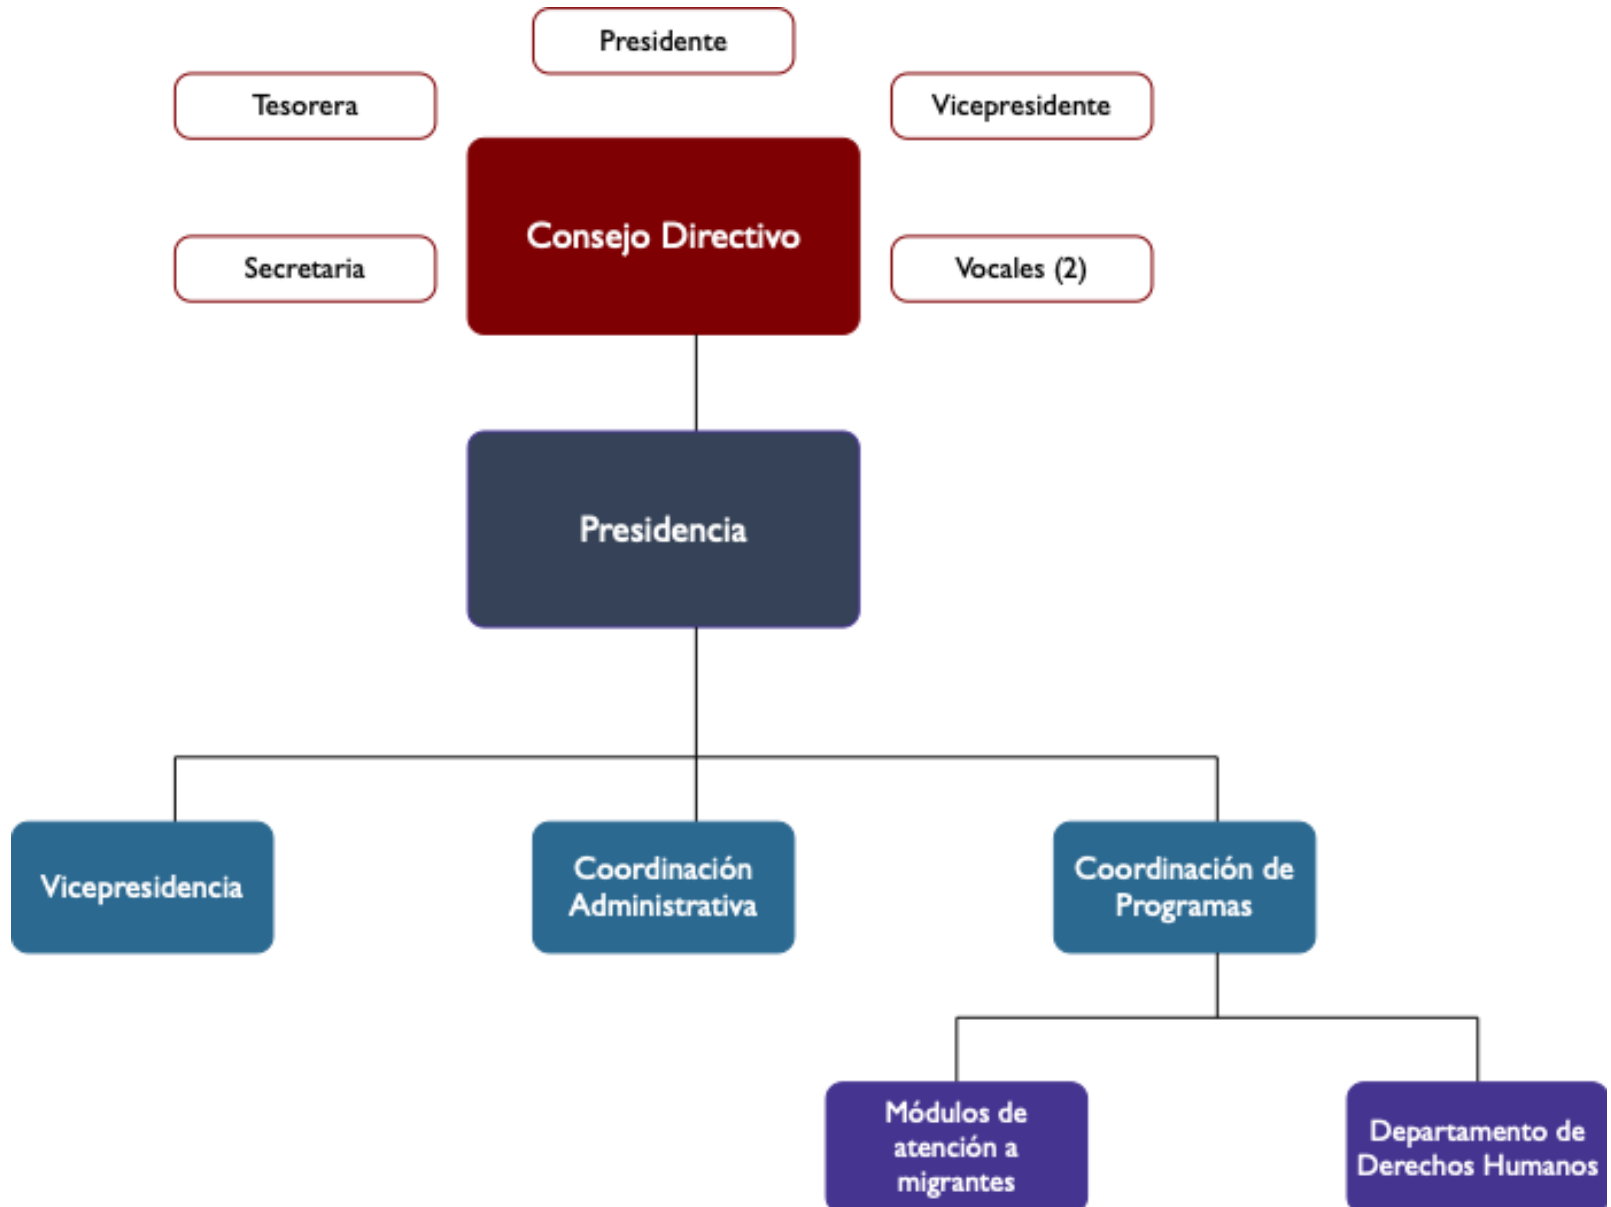 Presidente
Tesorera
Vicepresidente
Consejo Directivo
Secretaria
Vocales (2)
Presidencia
Vicepresidencia
Coordinación
Administrativa
Coordinación de
Programas
Módulos de
atención a
migrantes
Departamento de
Derechos Humanos